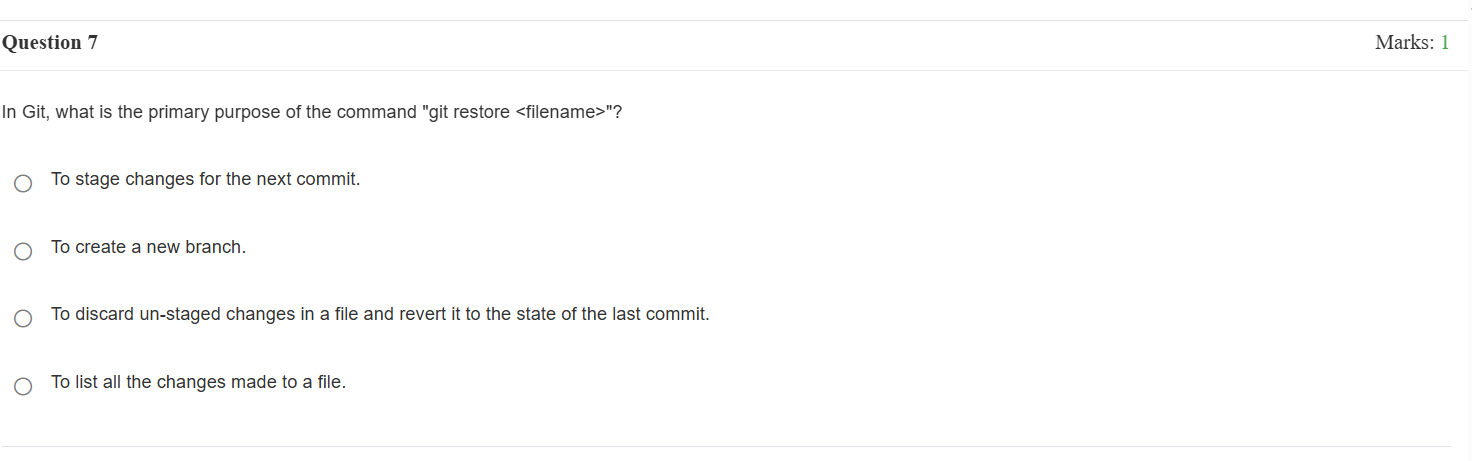 Question 7
Marks: 1
In Git, what is the primary purpose of the command "git restore <filename>"?
To stage changes for the next commit.
To create a new branch.
To discard un-staged changes in a file and revert it to the state of the last commit.
To list all the changes made to a file.